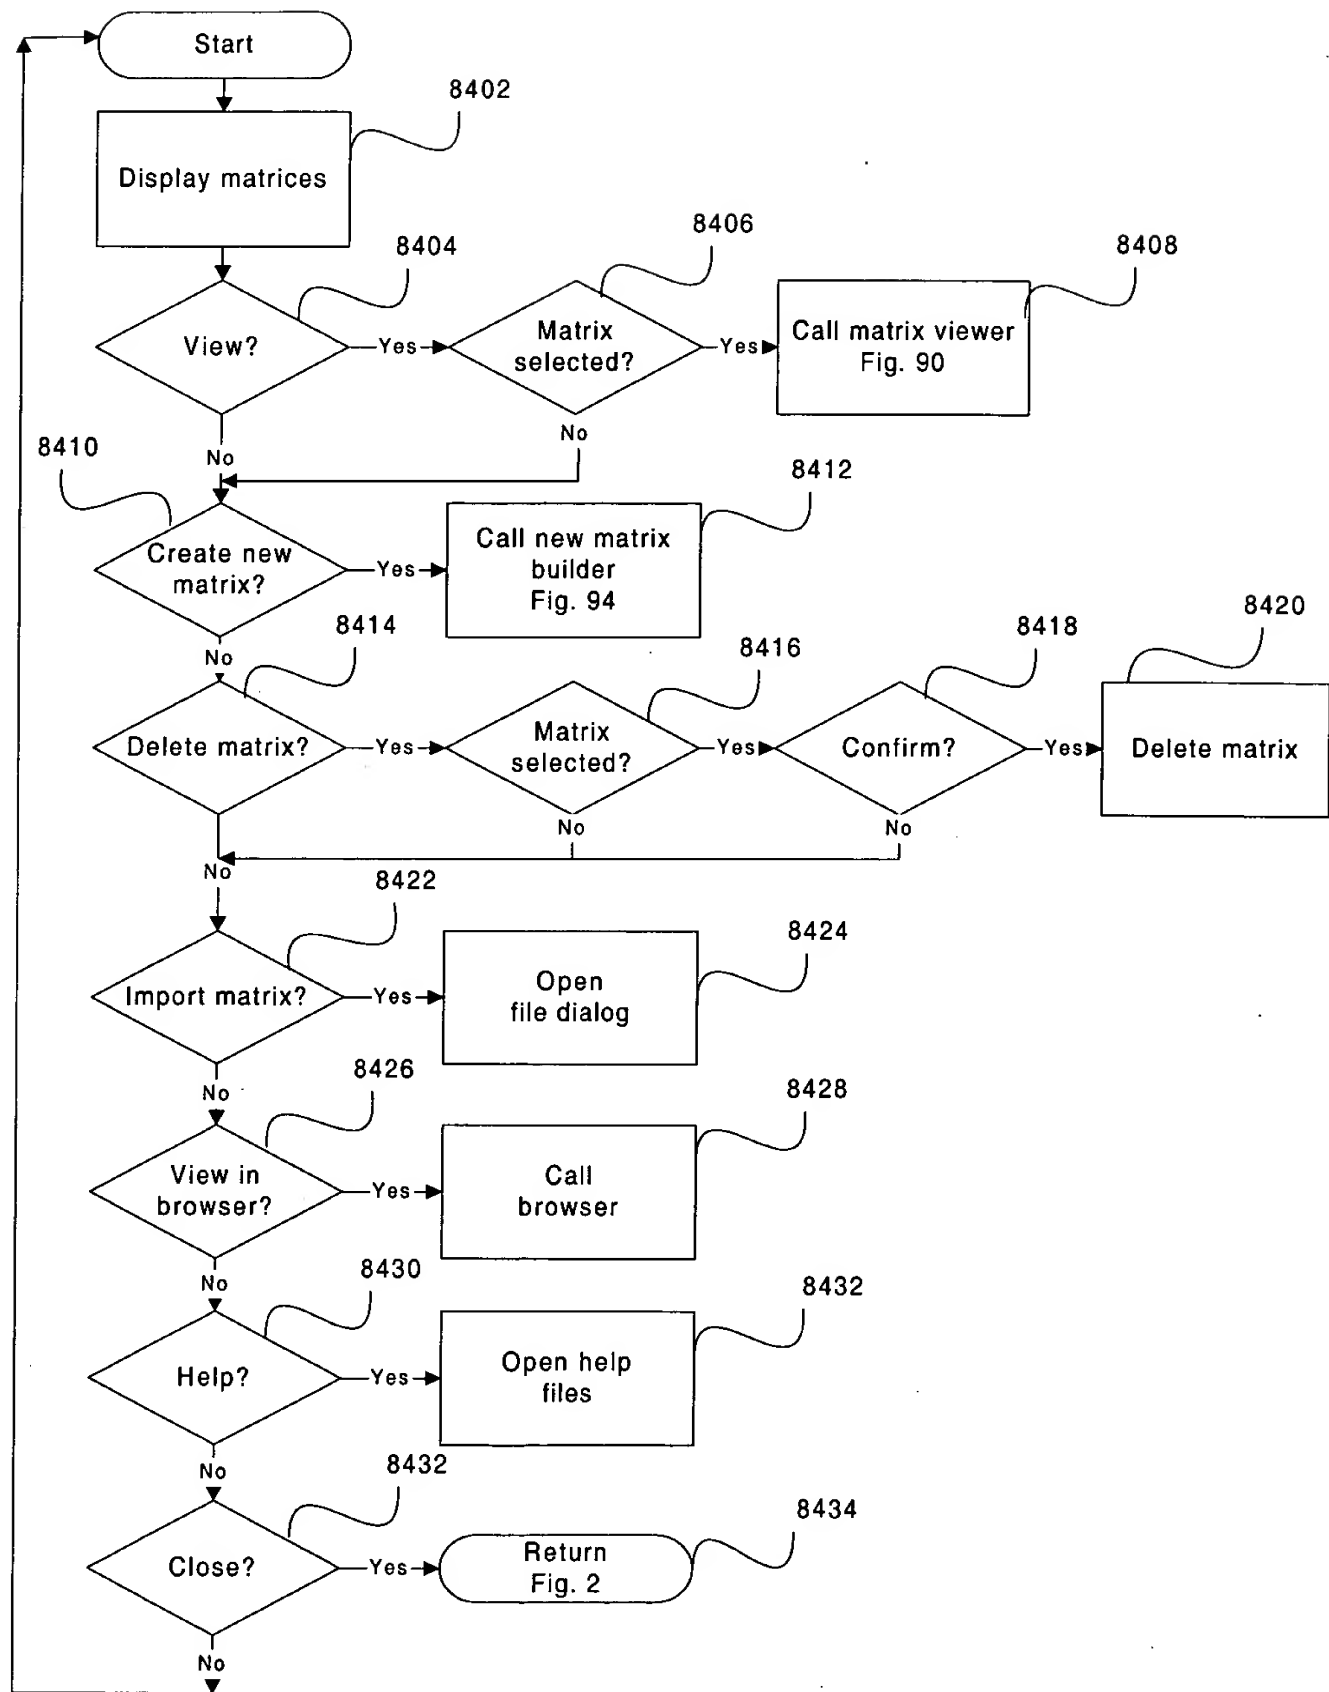 Start
8402
Display matrices
8404
8406
8408
View?
Yes
Matrix
selected?
Yes
Call matrix viewer
Fig. 90
No
No
8410
8412
Create new
matrix?
Yes
Call new matrix
builder
Fig. 94
No
8414
8416
8418
8420
Delete matrix?
Yes
Matrix
selected?
Yes
Confirm?
Yes
Delete matrix
No
No
No
8422
8424
Import matrix?
Yes
Open
file dialog
No
8426
8428
View in
browser?
Yes
Call
browser
No
8430
8432
Help?
Yes
Open help
files
No
8432
8434
Close?
Yes
Return
Fig. 2
No